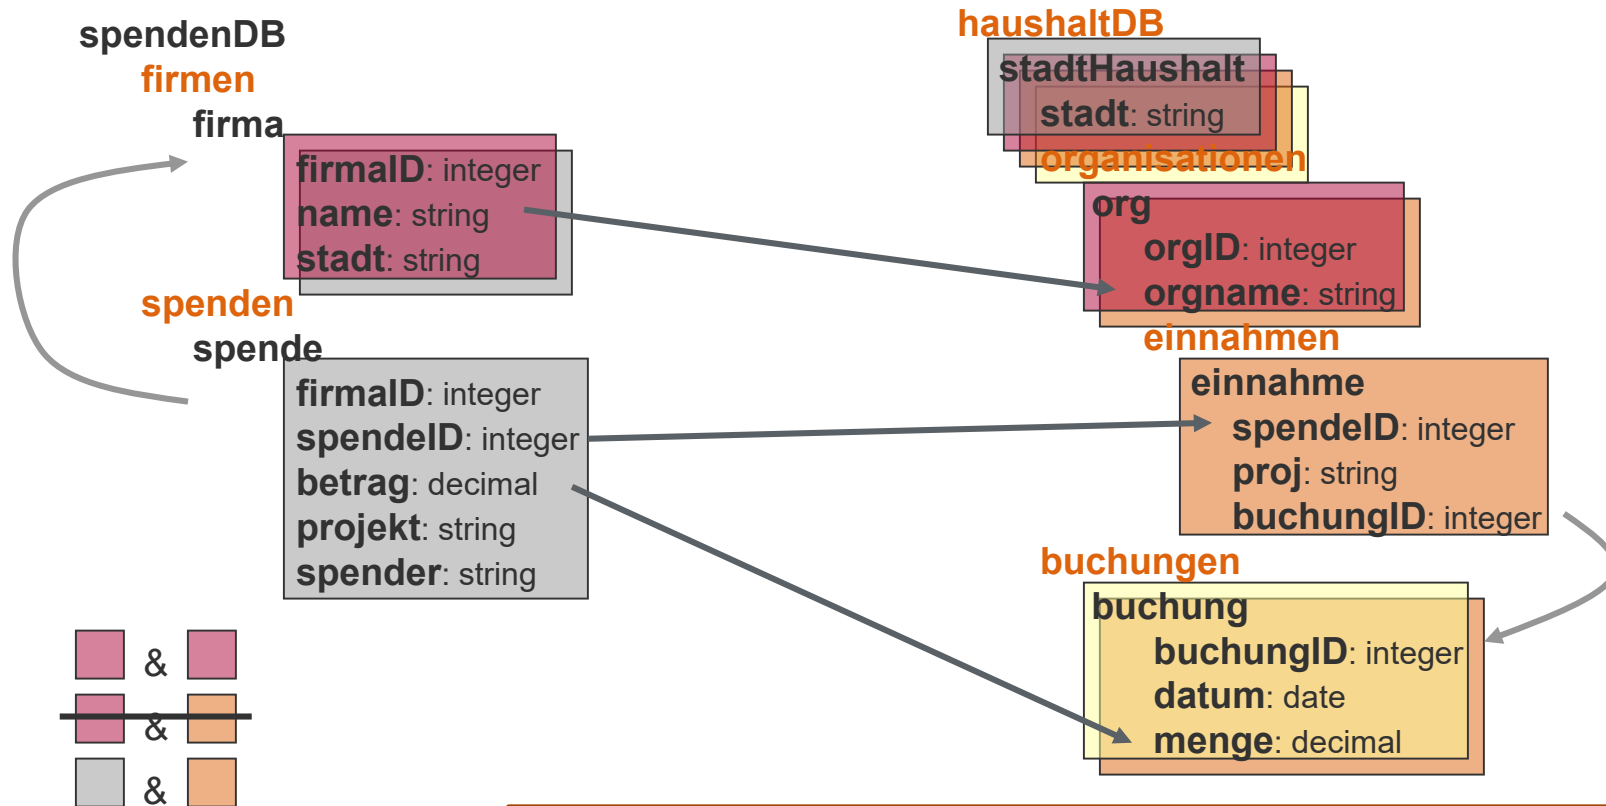 spendenDB
firmen
firma
firmaID: integer
name: string
stadt: string
spenden
spende
firmaID: integer
spendeID: integer
betrag: decimal
projekt: string
spender: string
&
&
&
haushaltDB
stadtHaushalt
stadt: string
organisationen
org
orgID: integer
orgname: string
einnahmen
einnahme
spendeID: integer
proj: string
buchungID: integer
buchungen
buchung
buchungID: integer
datum: date
menge: decimal